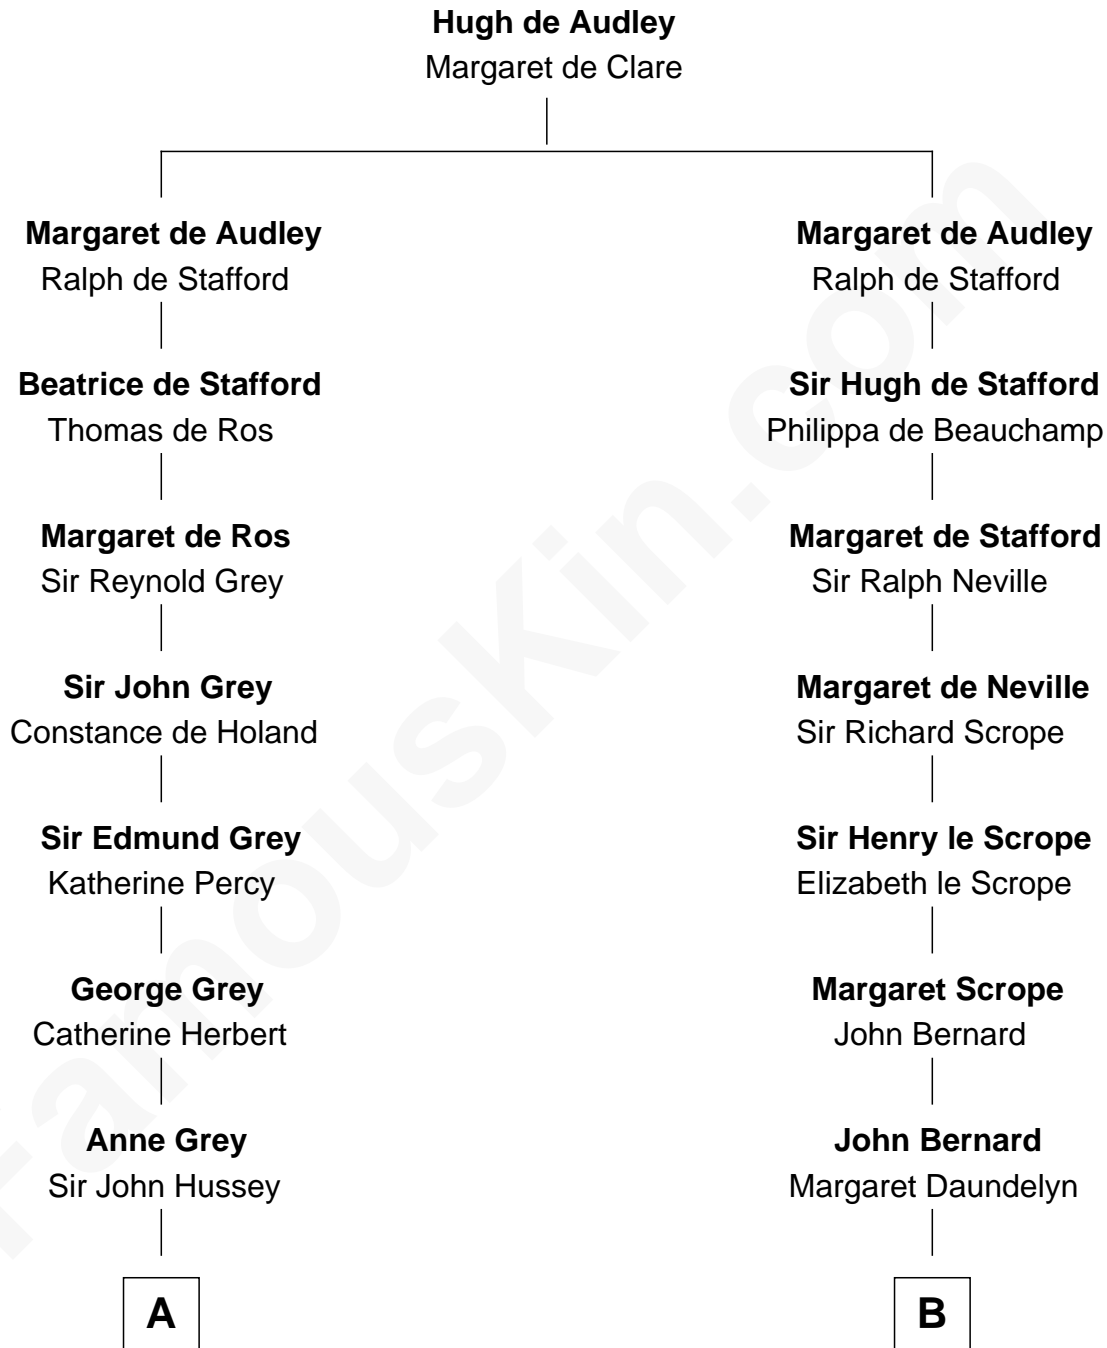 Hugh de Audley
Margaret de Clare
Margaret de Audley
Ralph de Stafford
Margaret de Audley
Ralph de Stafford
Beatrice de Stafford
Thomas de Ros
Sir Hugh de Stafford
Philippa de Beauchamp
Margaret de Ros
Sir Reynold Grey
Margaret de Stafford
Sir Ralph Neville
Sir John Grey
Constance de Holand
Margaret de Neville
Sir Richard Scrope
Sir Edmund Grey
Katherine Percy
Sir Henry le Scrope
Elizabeth le Scrope
George Grey
Catherine Herbert
Margaret Scrope
John Bernard
Anne Grey
Sir John Hussey
John Bernard
Margaret Daundelyn
A
B
FamousKin.com